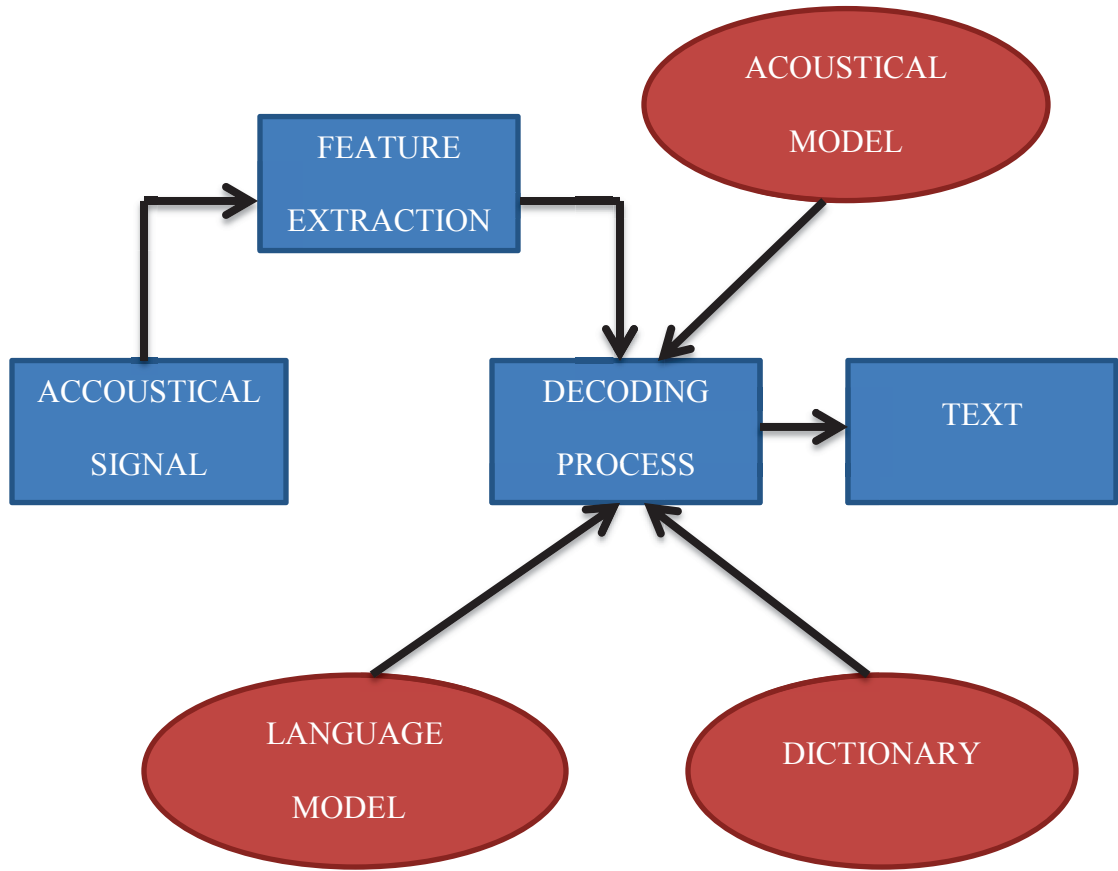 ACOUSTICAL
MODEL
FEATURE
EXTRACTION
ACCOUSTICAL
SIGNAL
DECODING
PROCESS
TEXT
LANGUAGE
MODEL
DICTIONARY